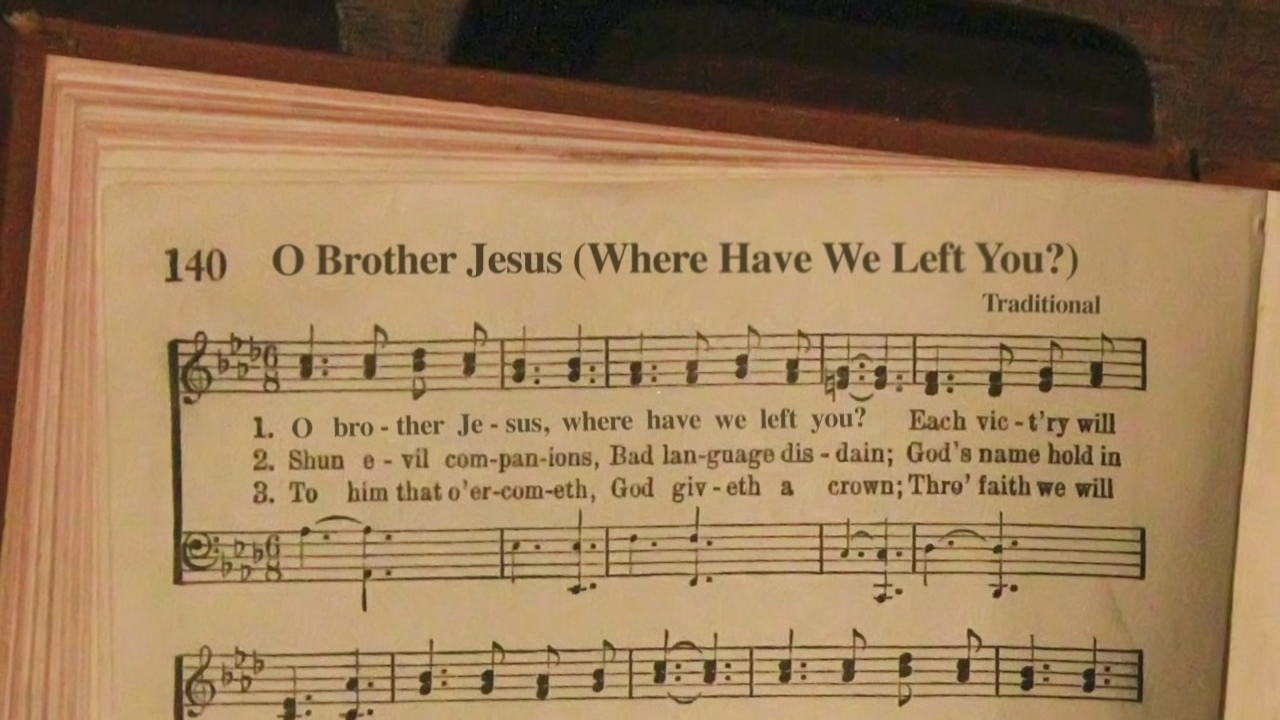 140 O Brother Jesus (Where Have We Left You?)
Traditional
1. O bro - ther Je - sus, where have we left you? Each vic - t'ry will
2. Shun e - vil com-pan-ions, Bad lan-guage dis - dain; God's name hold in
3. To him that o'er-com-eth, God giv - eth a crown; Thro' faith we will